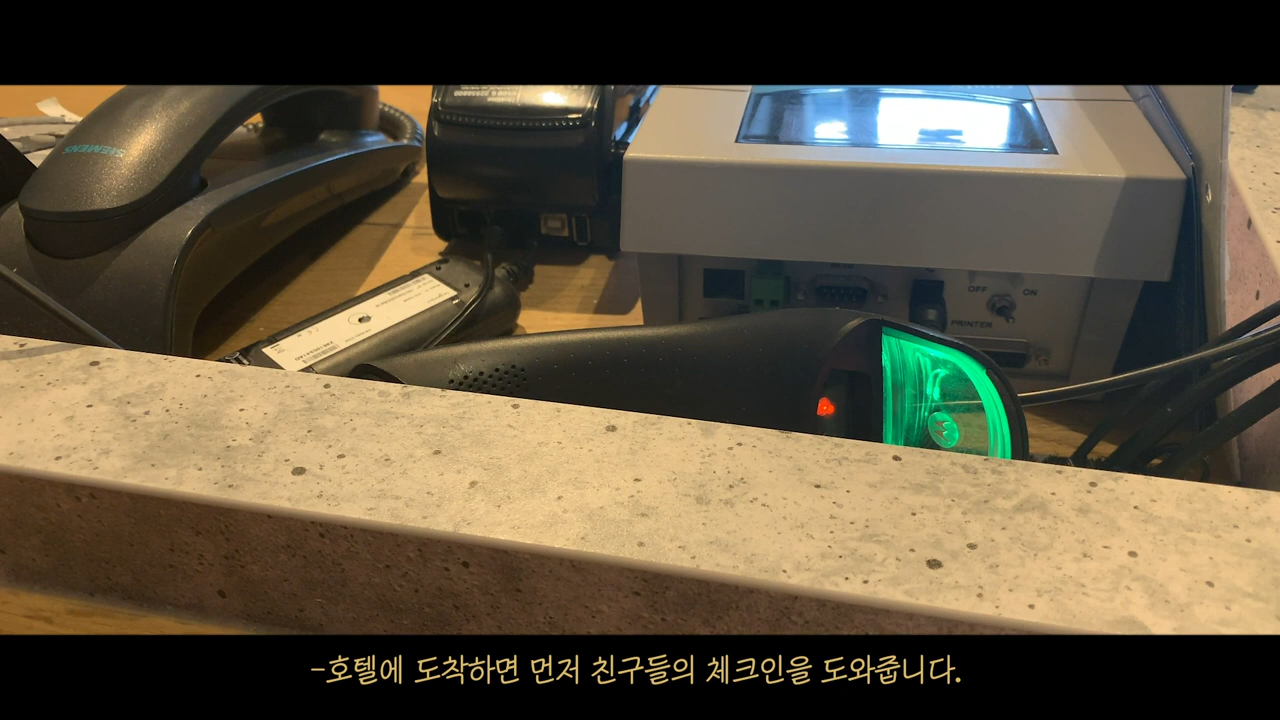 SIEMENS
OFF
ON
PRINTER
-호텔에 도착하면 먼저 친구들의 체크인을 도와줍니다.